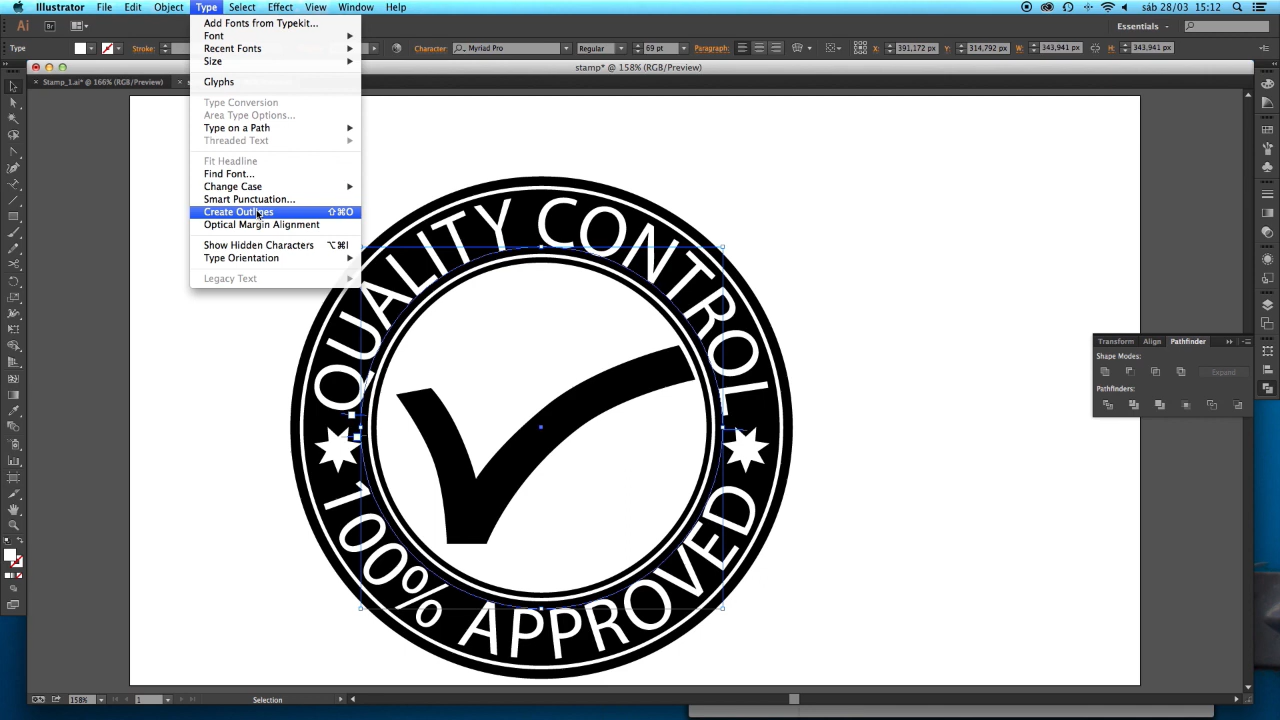 Illustrator File Edit Object Type Select Effect View Window Help sáb 28/03 15:12
Ai Br Essentials
Type Stroke: Character: Myriad Pro Regular 69 pt Paragraph: X: 391,172 px Y: 314,792 px W: 343,941 px H: 343,941 px
stamp* @ 158% (RGB/Preview)
Stamp_1.ai* @ 166% (RGB/Preview)
Add Fonts from Typekit...
Font
Recent Fonts
Size
Glyphs
Type Conversion
Area Type Options...
Type on a Path
Threaded Text
Fit Headline
Find Font...
Change Case
Smart Punctuation...
Create Outlines ⇧⌘O
Optical Margin Alignment
Show Hidden Characters ⌥⌘I
Type Orientation
Legacy Text
QUALITY CONTROL
100% APPROVED
Transform Align Pathfinder
Shape Modes:
Expand
Pathfinders:
158% 1 Selection